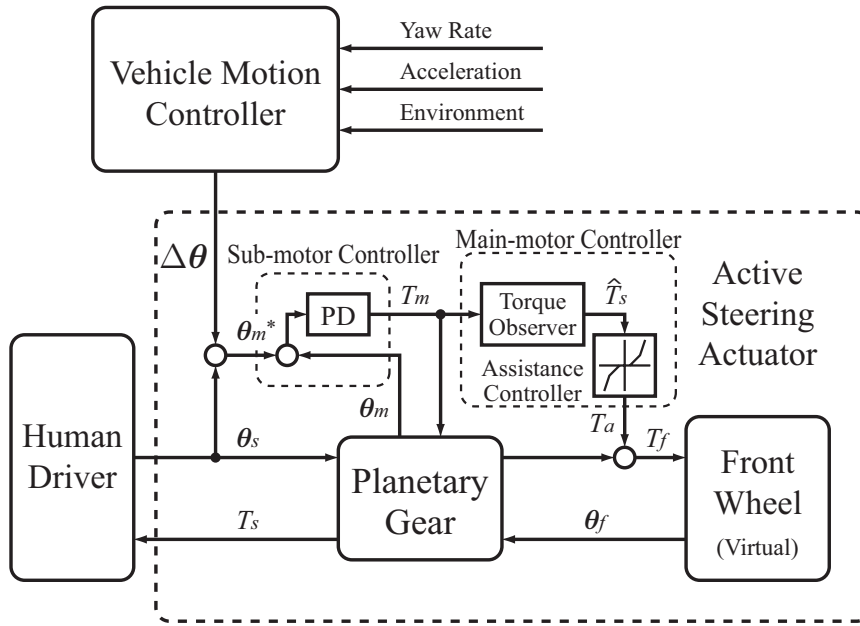 Yaw Rate
Acceleration
Environment
Vehicle Motion
Controller
Δθ
Sub-motor Controller
Main-motor Controller
Active
Steering
Actuator
θm*
PD
Tm
Torque
Observer
T̂s
Assistance
Controller
θm
Ta
Tf
Human
Driver
θs
Ts
Planetary
Gear
θf
Front
Wheel
(Virtual)